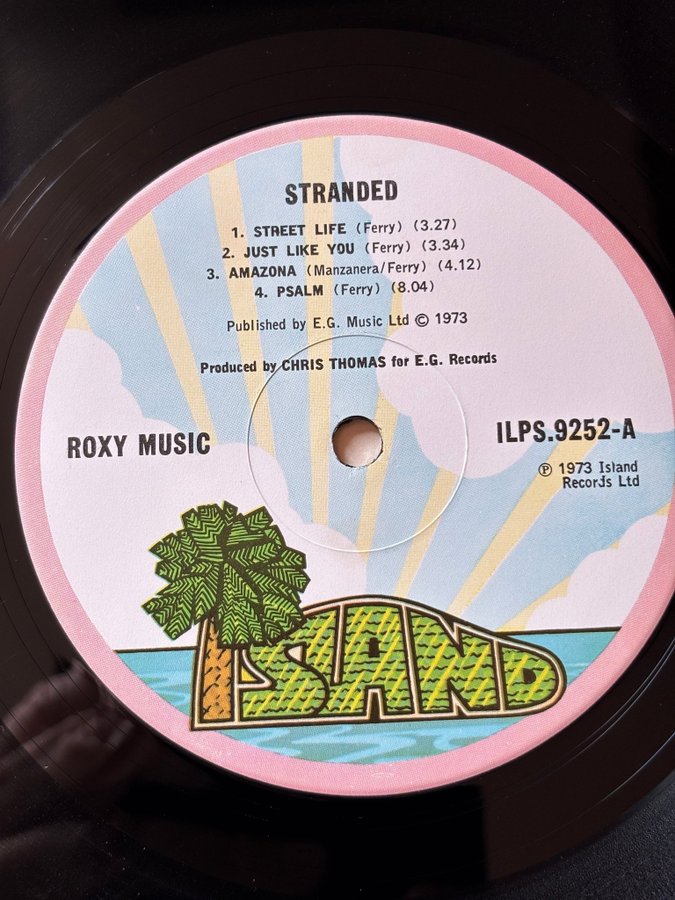 STRANDED
1. STREET LIFE (Ferry) (3.27)
2. JUST LIKE YOU (Ferry) (3.34)
3. AMAZONA (Manzanera/Ferry) (4.12)
4. PSALM (Ferry) (8.04)
Published by E.G. Music Ltd © 1973
Produced by CHRIS THOMAS for E.G. Records
ROXY MUSIC
ILPS.9252-A
℗ 1973 Island
Records Ltd
ISLAND